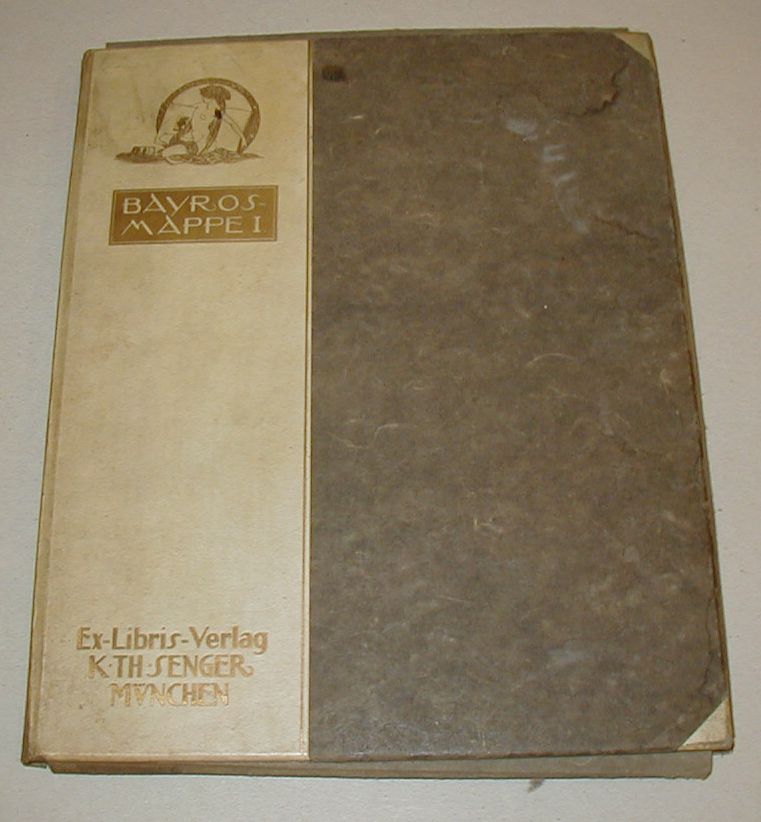 BAYROS-
MAPPE I
Ex-Libris-Verlag
K·TH·SENGER
MVNCHEN